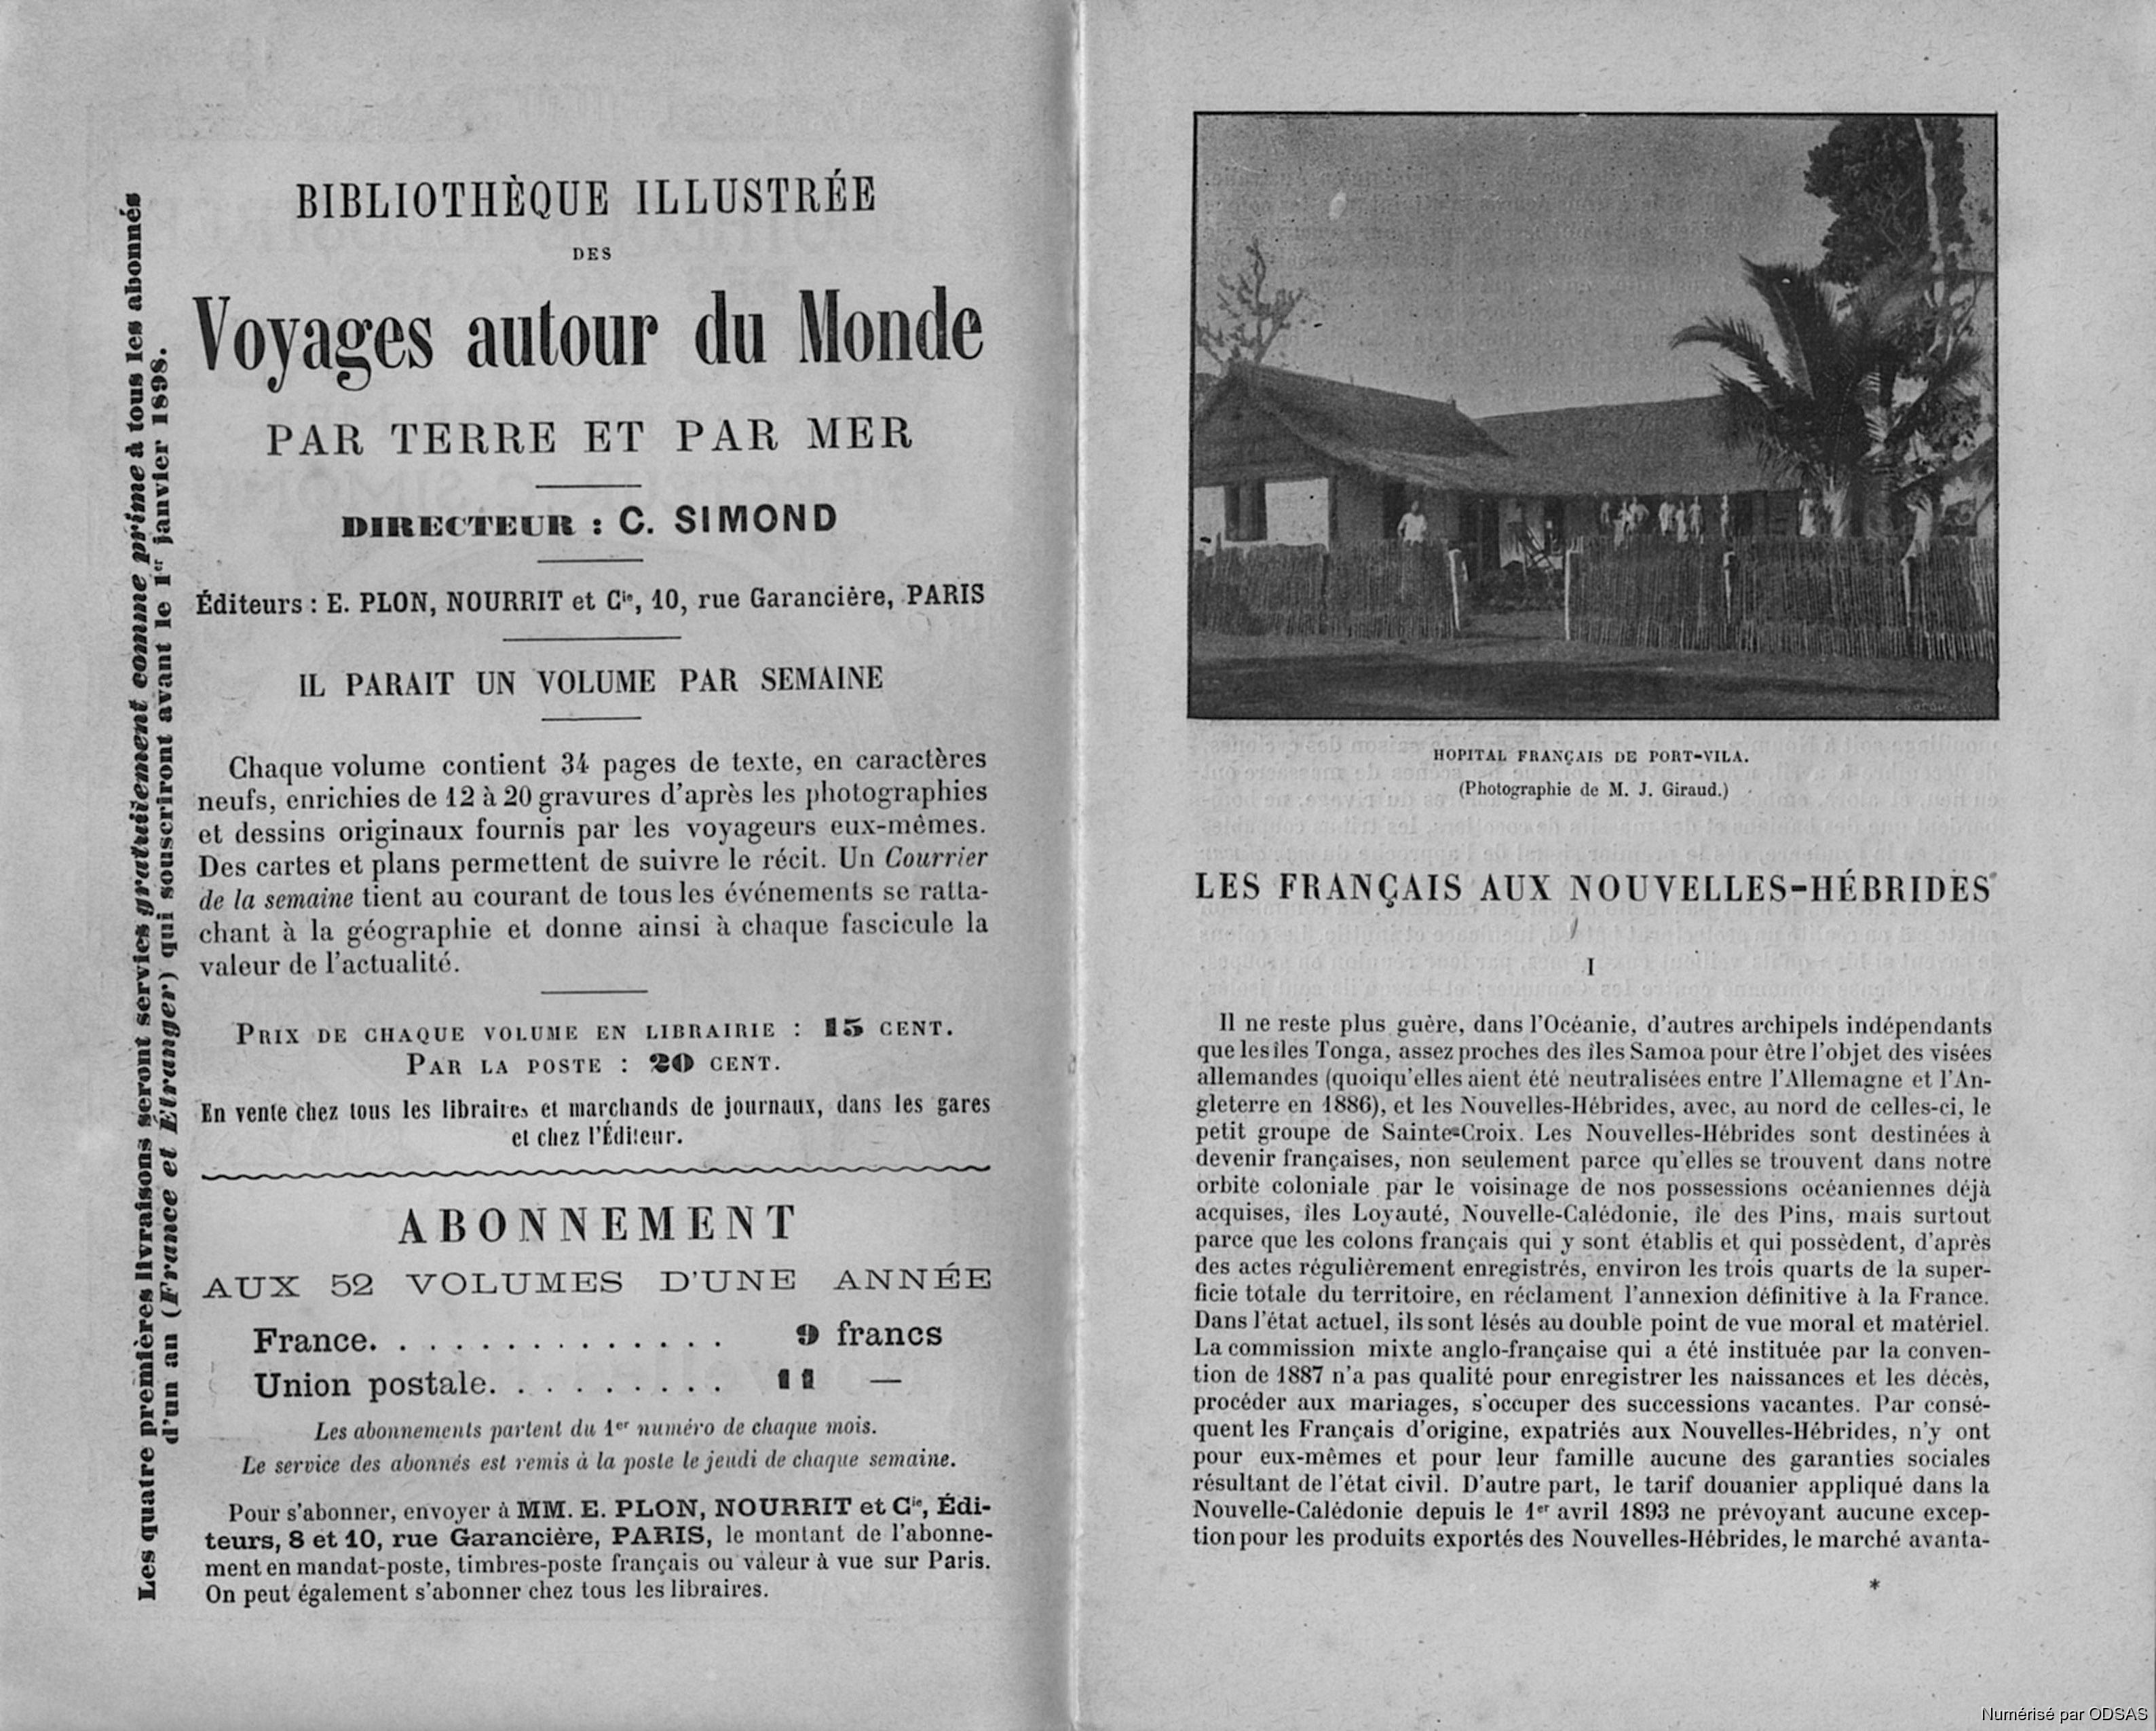 Les quatre premières livraisons seront servies gratuitement comme prime à tous les abonnés
d'un an (France et Étranger) qui souscriront avant le 1er janvier 1898.
BIBLIOTHÈQUE ILLUSTRÉE
DES
Voyages autour du Monde
PAR TERRE ET PAR MER
DIRECTEUR : C. SIMOND
Éditeurs : E. PLON, NOURRIT et Cie, 10, rue Garancière, PARIS
IL PARAIT UN VOLUME PAR SEMAINE
Chaque volume contient 34 pages de texte, en caractères
neufs, enrichies de 12 à 20 gravures d'après les photographies
et dessins originaux fournis par les voyageurs eux-mêmes.
Des cartes et plans permettent de suivre le récit. Un Courrier
de la semaine tient au courant de tous les événements se ratta-
chant à la géographie et donne ainsi à chaque fascicule la
valeur de l'actualité.
PRIX DE CHAQUE VOLUME EN LIBRAIRIE : 15 CENT.
PAR LA POSTE : 20 CENT.
En vente chez tous les libraires et marchands de journaux, dans les gares
et chez l'Éditeur.
ABONNEMENT
AUX 52 VOLUMES D'UNE ANNÉE
France. . . . . . . . . . . . . . 9 francs
Union postale. . . . . . . . . . 11 —
Les abonnements partent du 1er numéro de chaque mois.
Le service des abonnés est remis à la poste le jeudi de chaque semaine.
Pour s'abonner, envoyer à MM. E. PLON, NOURRIT et Cie, Édi-
teurs, 8 et 10, rue Garancière, PARIS, le montant de l'abonne-
ment en mandat-poste, timbres-poste français ou valeur à vue sur Paris.
On peut également s'abonner chez tous les libraires.
HOPITAL FRANÇAIS DE PORT-VILA.
(Photographie de M. J. Giraud.)
LES FRANÇAIS AUX NOUVELLES-HÉBRIDES
I
Il ne reste plus guère, dans l'Océanie, d'autres archipels indépendants
que les îles Tonga, assez proches des îles Samoa pour être l'objet des visées
allemandes (quoiqu'elles aient été neutralisées entre l'Allemagne et l'An-
gleterre en 1886), et les Nouvelles-Hébrides, avec, au nord de celles-ci, le
petit groupe de Sainte-Croix. Les Nouvelles-Hébrides sont destinées à
devenir françaises, non seulement parce qu'elles se trouvent dans notre
orbite coloniale par le voisinage de nos possessions océaniennes déjà
acquises, îles Loyauté, Nouvelle-Calédonie, île des Pins, mais surtout
parce que les colons français qui y sont établis et qui possèdent, d'après
des actes régulièrement enregistrés, environ les trois quarts de la super-
ficie totale du territoire, en réclament l'annexion définitive à la France.
Dans l'état actuel, ils sont lésés au double point de vue moral et matériel.
La commission mixte anglo-française qui a été instituée par la conven-
tion de 1887 n'a pas qualité pour enregistrer les naissances et les décès,
procéder aux mariages, s'occuper des successions vacantes. Par consé-
quent les Français d'origine, expatriés aux Nouvelles-Hébrides, n'y ont
pour eux-mêmes et pour leur famille aucune des garanties sociales
résultant de l'état civil. D'autre part, le tarif douanier appliqué dans la
Nouvelle-Calédonie depuis le 1er avril 1893 ne prévoyant aucune excep-
tion pour les produits exportés des Nouvelles-Hébrides, le marché avanta-
*
Numérisé par ODSAS